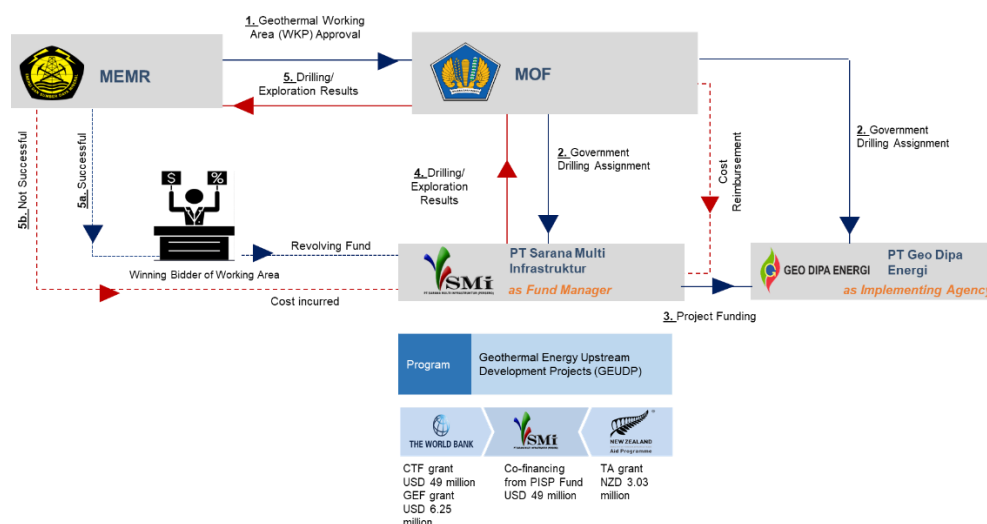 1. Geothermal Working
Area (WKP) Approval
MEMR
MOF
5. Drilling/
Exploration Results
2. Government
Drilling Assignment
2. Government
Drilling Assignment
4. Drilling/
Exploration
Results
Cost
Reimbursement
5b. Not Successful
5a. Successful
$
%
Winning Bidder of Working Area
Revolving Fund
Cost incurred
SMi
PT Sarana Multi
Infrastruktur
as Fund Manager
GEO DIPA ENERGI
PT Geo Dipa
Energi
as Implementing Agency
3. Project Funding
Program
Geothermal Energy Upstream
Development Projects (GEUDP)
THE WORLD BANK
SMi
NEW ZEALAND
Aid Programme
CTF grant
USD 49 million
GEF grant
USD 6.25
million
Co-financing
from PISP Fund
USD 49 million
TA grant
NZD 3.03
million